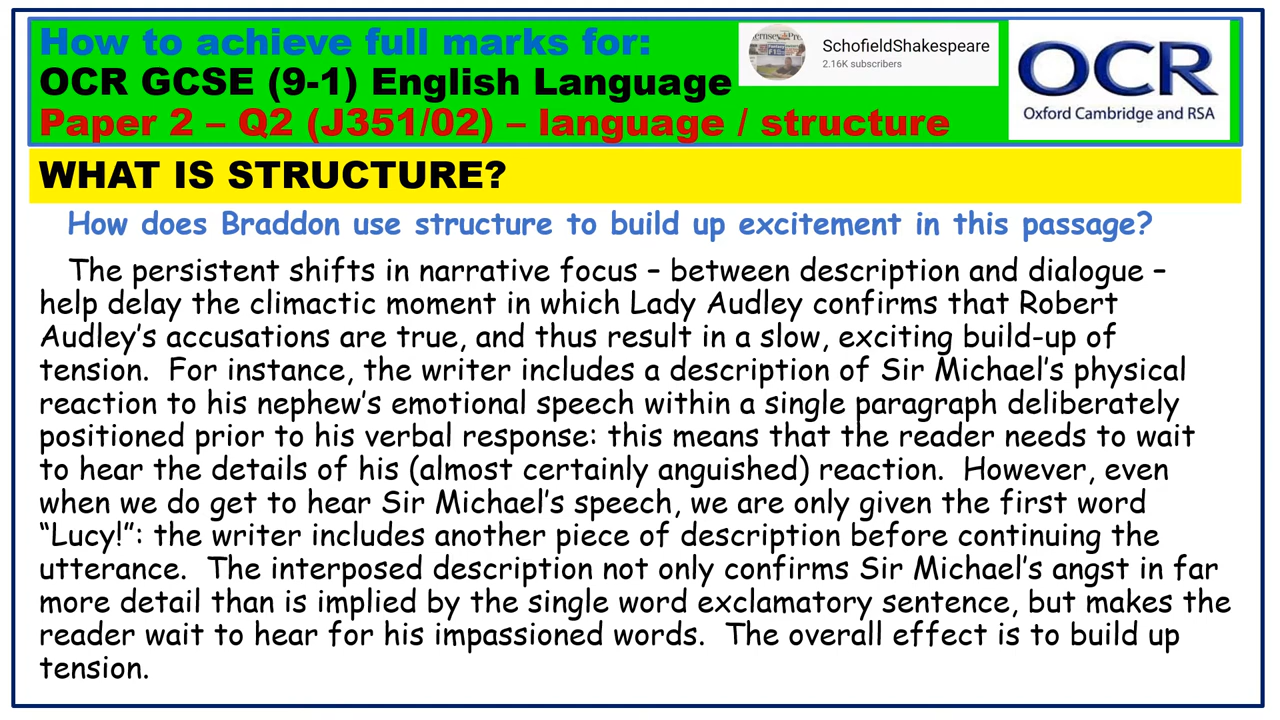 How to achieve full marks for:
OCR GCSE (9-1) English Language
Paper 2 – Q2 (J351/02) – language / structure
SchofieldShakespeare
2.16K subscribers
OCR
Oxford Cambridge and RSA
WHAT IS STRUCTURE?
How does Braddon use structure to build up excitement in this passage?
The persistent shifts in narrative focus – between description and dialogue –
help delay the climactic moment in which Lady Audley confirms that Robert
Audley’s accusations are true, and thus result in a slow, exciting build-up of
tension.  For instance, the writer includes a description of Sir Michael’s physical
reaction to his nephew’s emotional speech within a single paragraph deliberately
positioned prior to his verbal response: this means that the reader needs to wait
to hear the details of his (almost certainly anguished) reaction.  However, even
when we do get to hear Sir Michael’s speech, we are only given the first word
“Lucy!”: the writer includes another piece of description before continuing the
utterance.  The interposed description not only confirms Sir Michael’s angst in far
more detail than is implied by the single word exclamatory sentence, but makes the
reader wait to hear for his impassioned words.  The overall effect is to build up
tension.